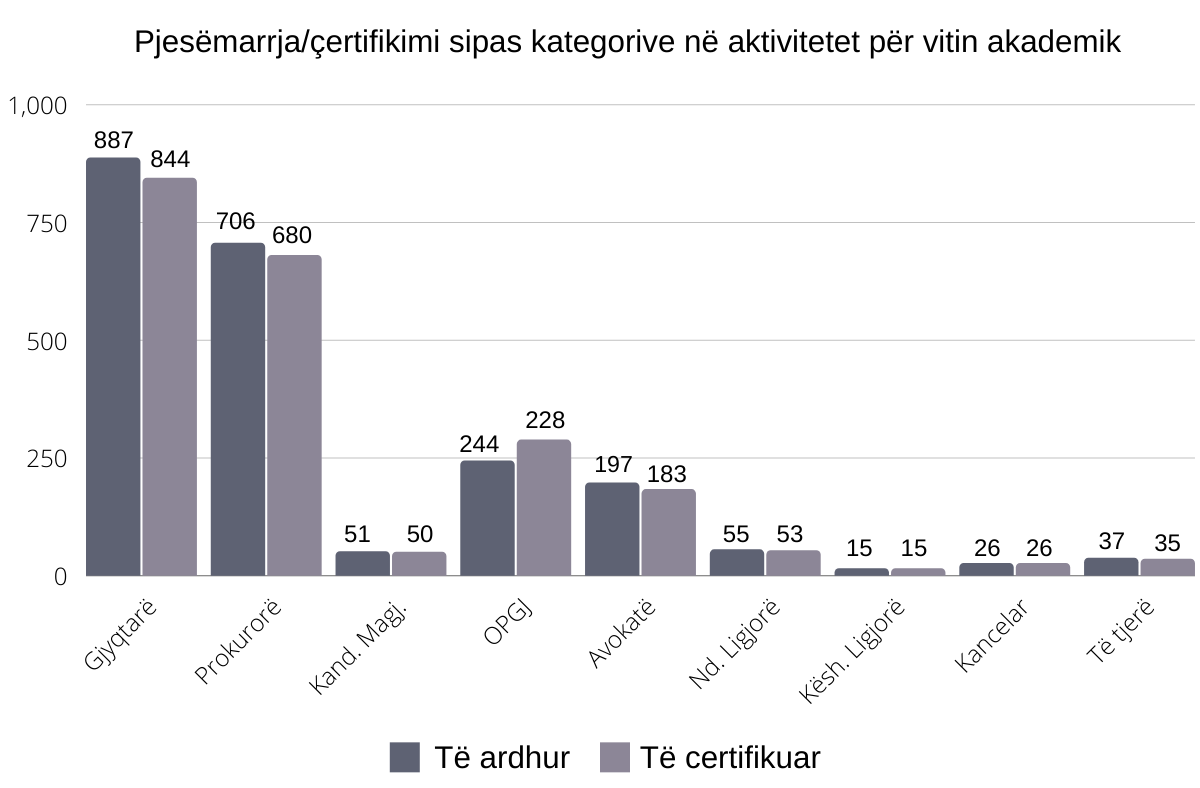 Pjesëmarrja/çertifikimi sipas kategorive në aktivitetet për vitin akademik
1,000
887
844
750
706
680
500
250
244
228
197
183
51
50
55
53
15
15
26
26
37
35
0
Gjyqtarë
Prokurorë
Kand. Magj.
OPGJ
Avokatë
Nd. Ligjorë
Kësh. Ligjorë
Kancelar
Të tjerë
Të ardhur
Të certifikuar